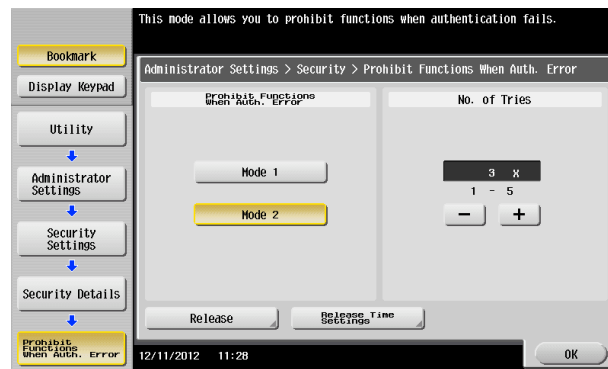 This mode allows you to prohibit functions when authentication fails.
Bookmark
Display Keypad
Utility
Administrator
Settings
Security
Settings
Security Details
Prohibit
Functions
When Auth. Error
Administrator Settings > Security > Prohibit Functions When Auth. Error
Prohibit Functions
When Auth. Error
Mode 1
Mode 2
No. of Tries
3 X
1 - 5
− +
Release
Release Time
Settings
12/11/2012 11:28
OK